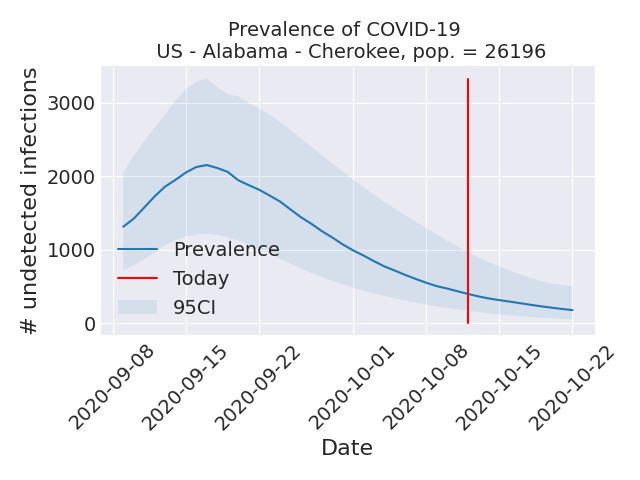 Prevalence of COVID-19
US - Alabama - Cherokee, pop. = 26196
# undetected infections
3000
2000
1000
0
Prevalence
Today
95CI
2020-09-08
2020-09-15
2020-09-22
2020-10-01
2020-10-08
2020-10-15
2020-10-22
Date